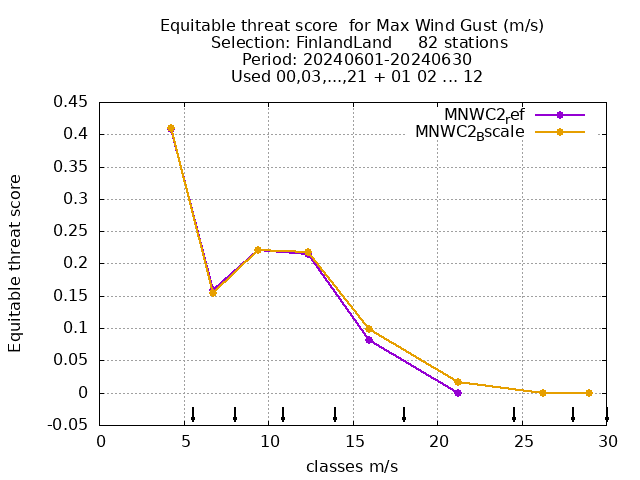 Equitable threat score  for Max Wind Gust (m/s)
Selection: FinlandLand     82 stations
Period: 20240601-20240630
Used 00,03,...,21 + 01 02 ... 12
MNWC2ref
MNWC2Bscale
0.45
0.4
0.35
0.3
0.25
0.2
0.15
0.1
0.05
0
-0.05
Equitable threat score
0 5 10 15 20 25 30
classes m/s